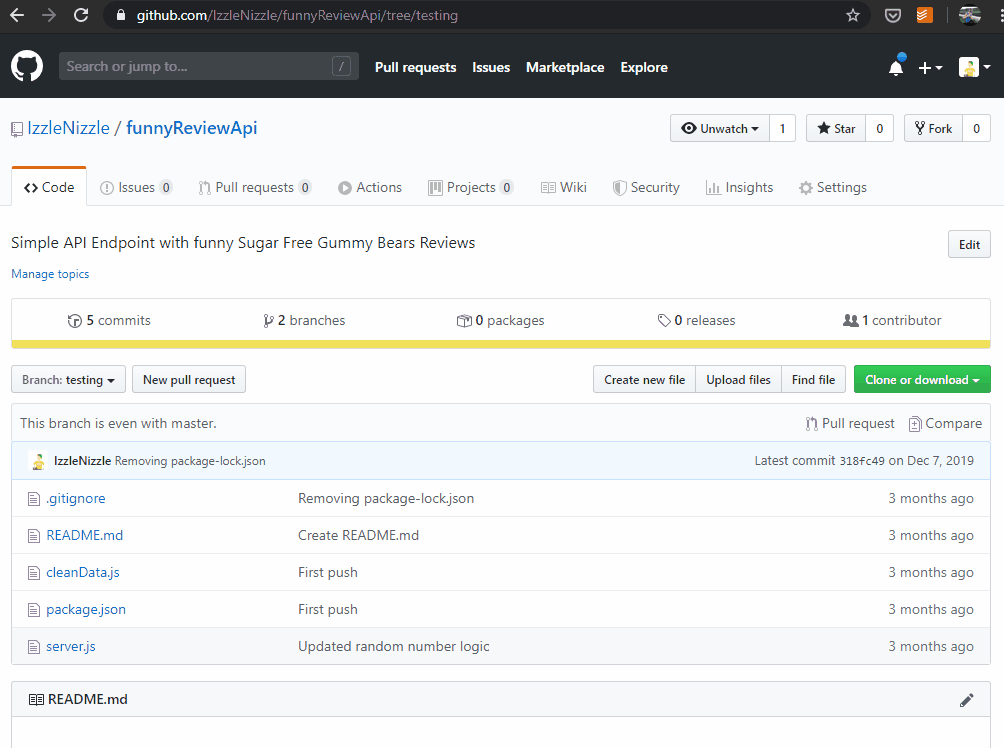 github.com/IzzleNizzle/funnyReviewApi/tree/testing
Search or jump to... / Pull requests Issues Marketplace Explore
IzzleNizzle / funnyReviewApi Unwatch 1 Star 0 Fork 0
Code Issues 0 Pull requests 0 Actions Projects 0 Wiki Security Insights Settings
Simple API Endpoint with funny Sugar Free Gummy Bears Reviews Edit
Manage topics
5 commits 2 branches 0 packages 0 releases 1 contributor
Branch: testing New pull request Create new file Upload files Find file Clone or download
This branch is even with master. Pull request Compare
IzzleNizzle Removing package-lock.json Latest commit 318fc49 on Dec 7, 2019
.gitignore Removing package-lock.json 3 months ago
README.md Create README.md 3 months ago
cleanData.js First push 3 months ago
package.json First push 3 months ago
server.js Updated random number logic 3 months ago
README.md